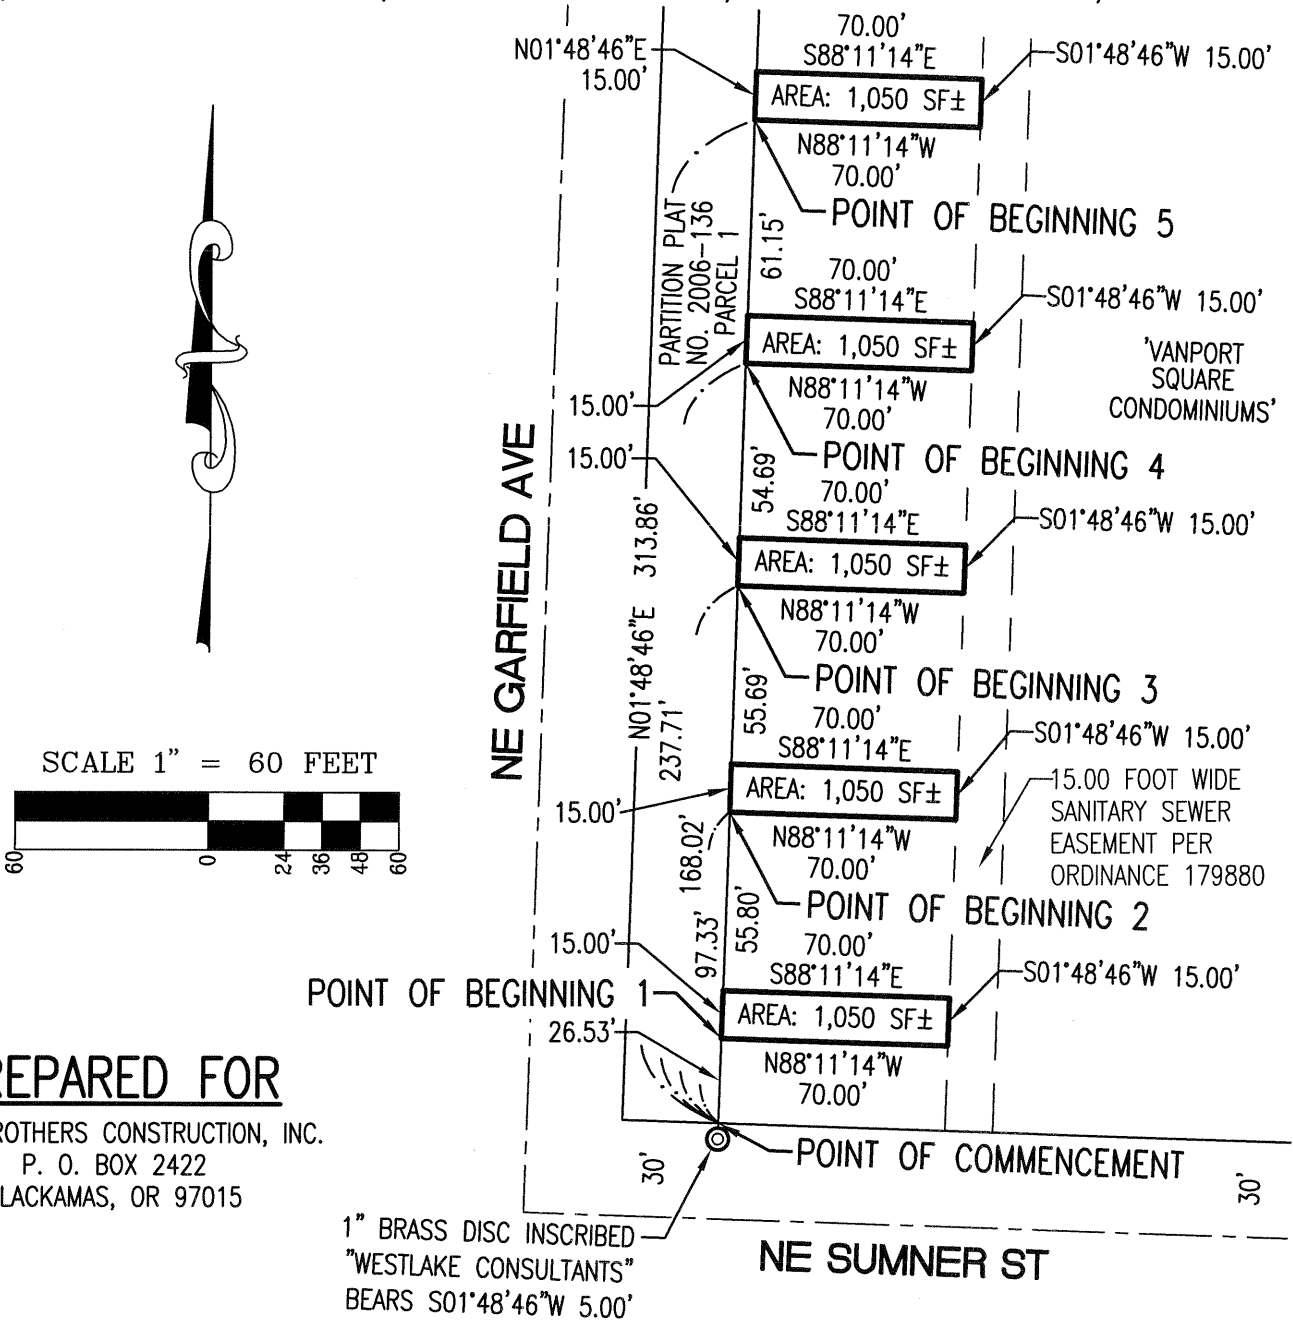 70.00'
N01°48'46"E
S88°11'14"E
S01°48'46"W 15.00'
15.00'
AREA: 1,050 SF±
N88°11'14"W
70.00'
POINT OF BEGINNING 5
PARTITION PLAT
NO. 2006-136
PARCEL 1
61.15'
70.00'
S88°11'14"E
S01°48'46"W 15.00'
AREA: 1,050 SF±
'VANPORT
SQUARE
CONDOMINIUMS'
N88°11'14"W
15.00'
70.00'
15.00'
POINT OF BEGINNING 4
54.69'
70.00'
S88°11'14"E
S01°48'46"W 15.00'
NE GARFIELD AVE
N01°48'46"E 313.86'
AREA: 1,050 SF±
N88°11'14"W
70.00'
POINT OF BEGINNING 3
55.69'
237.71'
70.00'
S88°11'14"E
S01°48'46"W 15.00'
SCALE 1" = 60 FEET
60
0
24
36
48
60
15.00'
AREA: 1,050 SF±
15.00 FOOT WIDE
SANITARY SEWER
EASEMENT PER
ORDINANCE 179880
N88°11'14"W
70.00'
168.02'
POINT OF BEGINNING 2
97.33'
55.80'
15.00'
70.00'
S88°11'14"E
S01°48'46"W 15.00'
POINT OF BEGINNING 1
AREA: 1,050 SF±
26.53'
N88°11'14"W
70.00'
REPARED FOR
ROTHERS CONSTRUCTION, INC.
P. O. BOX 2422
LACKAMAS, OR 97015
POINT OF COMMENCEMENT
30'
30'
1" BRASS DISC INSCRIBED
"WESTLAKE CONSULTANTS"
BEARS S01°48'46"W 5.00'
NE SUMNER ST